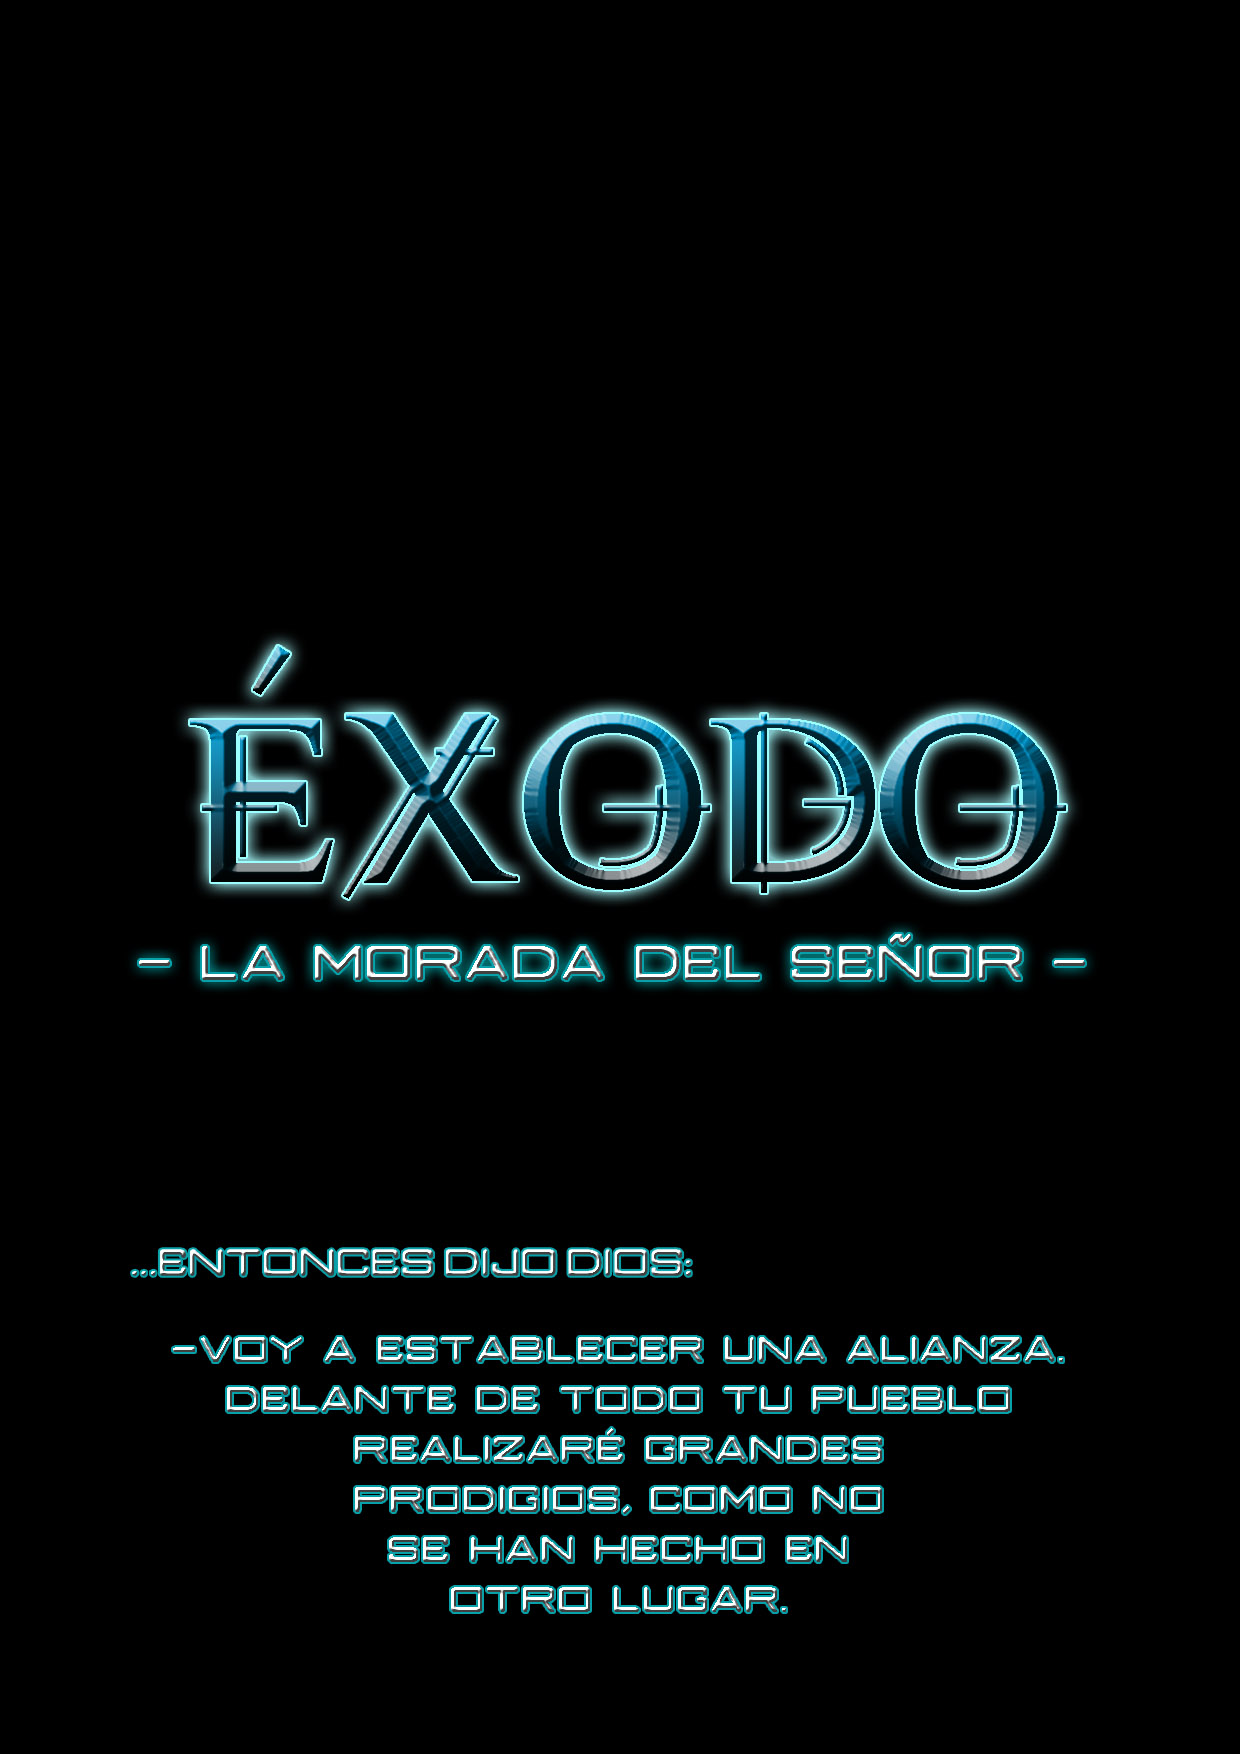 ÉXODO
- LA MORADA DEL SEÑOR -
...ENTONCES DIJO DIOS:
-VOY A ESTABLECER UNA ALIANZA.
DELANTE DE TODO TU PUEBLO
REALIZARÉ GRANDES
PRODIGIOS, COMO NO
SE HAN HECHO EN
OTRO LUGAR.